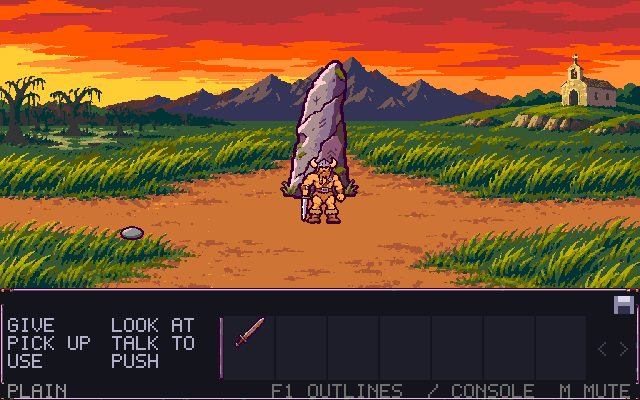 GIVE LOOK AT
PICK UP TALK TO
USE PUSH
PLAIN F1 OUTLINES / CONSOLE M MUTE